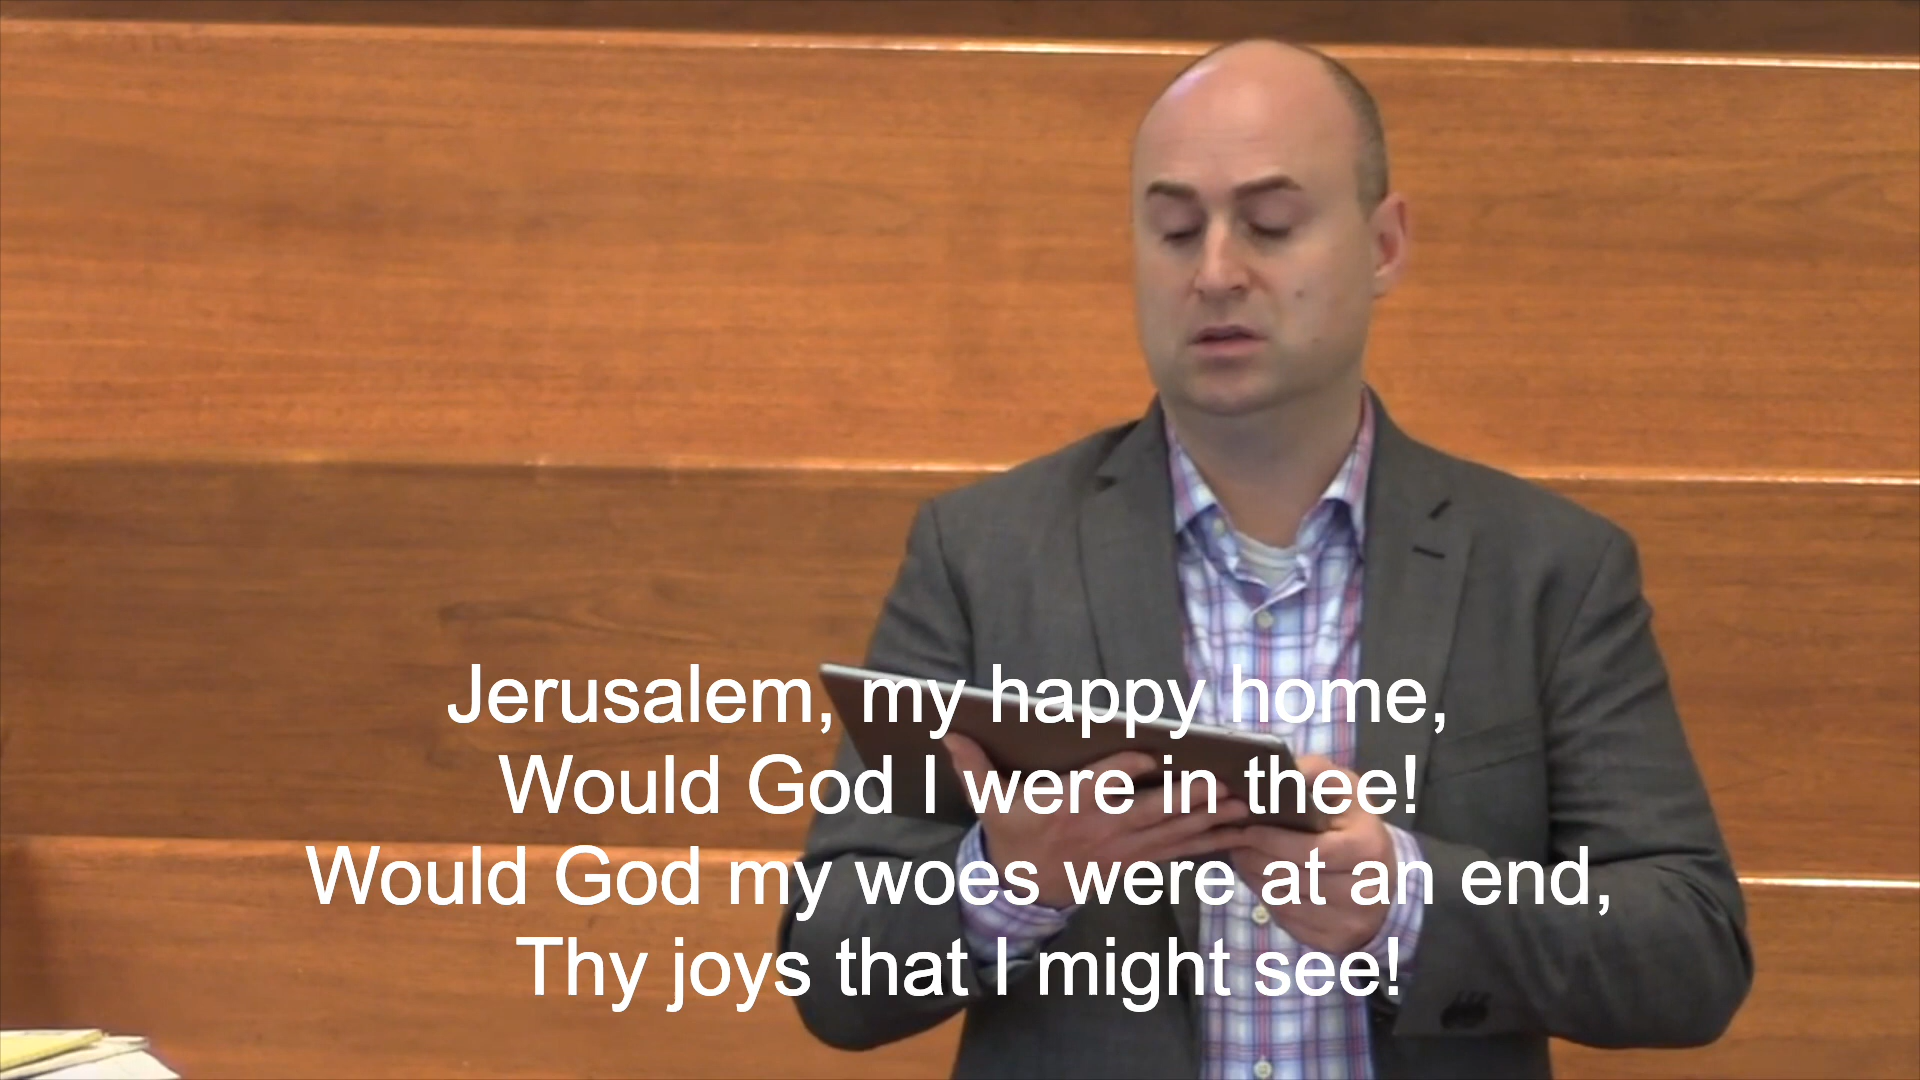 Jerusalem, my happy home,
Would God I were in thee!
Would God my woes were at an end,
Thy joys that I might see!